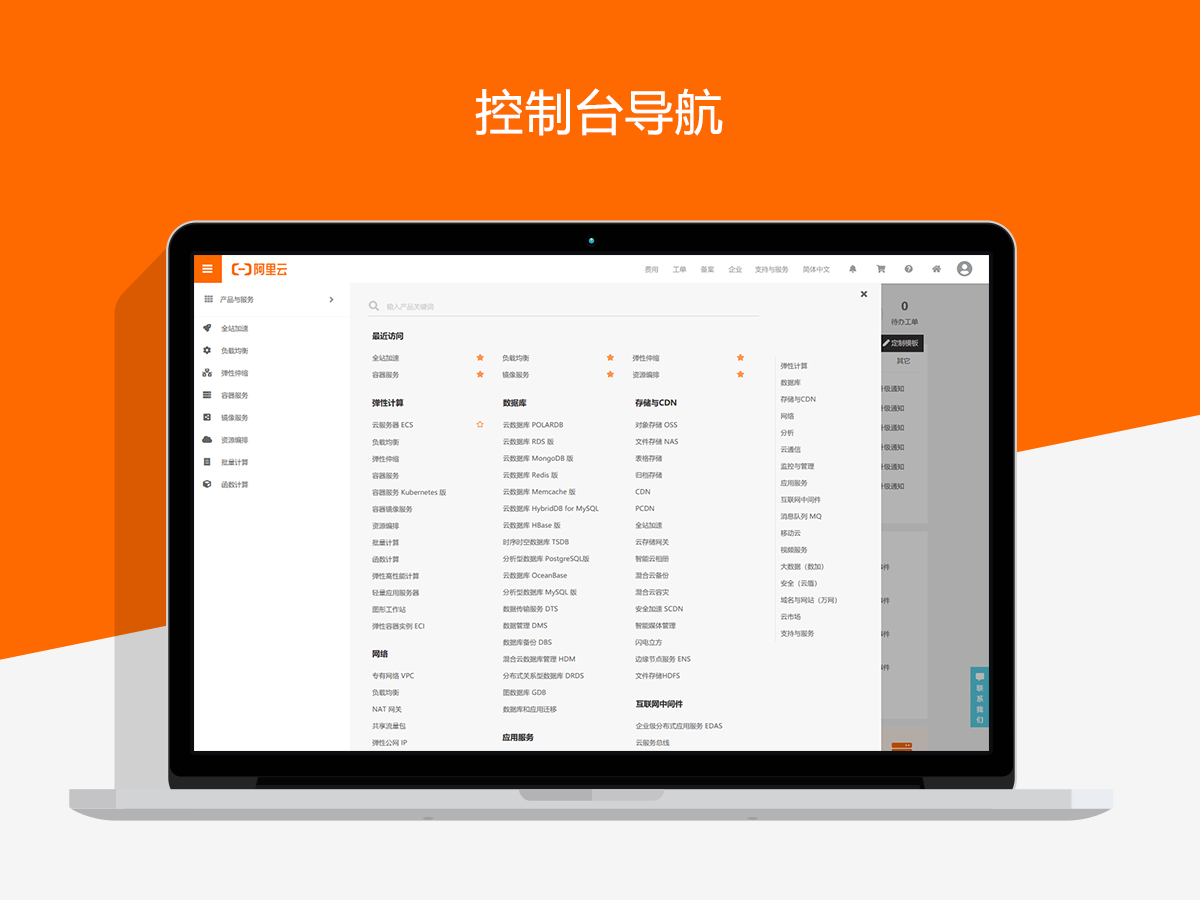 控制台导航
阿里云
费用 工单 备案 企业 支持与服务 简体中文
产品与服务
全站加速
负载均衡
弹性伸缩
容器服务
镜像服务
资源编排
批量计算
函数计算
输入产品关键词
最近访问
全站加速 负载均衡 弹性伸缩
容器服务 镜像服务 资源编排
弹性计算
云服务器 ECS
负载均衡
弹性伸缩
容器服务
容器服务 Kubernetes 版
容器镜像服务
资源编排
批量计算
函数计算
弹性高性能计算
轻量应用服务器
图形工作站
弹性容器实例 ECI
网络
专有网络 VPC
负载均衡
NAT 网关
共享流量包
弹性公网 IP
数据库
云数据库 POLARDB
云数据库 RDS 版
云数据库 MongoDB 版
云数据库 Redis 版
云数据库 Memcache 版
云数据库 HybridDB for MySQL
云数据库 HBase 版
时序时空数据库 TSDB
分析型数据库 PostgreSQL版
云数据库 OceanBase
分析型数据库 MySQL 版
数据传输服务 DTS
数据管理 DMS
数据库备份 DBS
混合云数据库管理 HDM
分布式关系型数据库 DRDS
图数据库 GDB
数据库和应用迁移
应用服务
存储与CDN
对象存储 OSS
文件存储 NAS
表格存储
归档存储
CDN
PCDN
全站加速
云存储网关
智能云相册
混合云备份
混合云容灾
安全加速 SCDN
智能媒体管理
闪电立方
边缘节点服务 ENS
文件存储HDFS
互联网中间件
企业级分布式应用服务 EDAS
云服务总线
弹性计算
数据库
存储与CDN
网络
分析
云通信
监控与管理
应用服务
互联网中间件
消息队列 MQ
移动云
视频服务
大数据（数加）
安全（云盾）
域名与网站（万网）
云市场
支持与服务
0
待办工单
定制模板
其它
级通知
级通知
级通知
级通知
级通知
级通知
件
件
件
件
联系我们